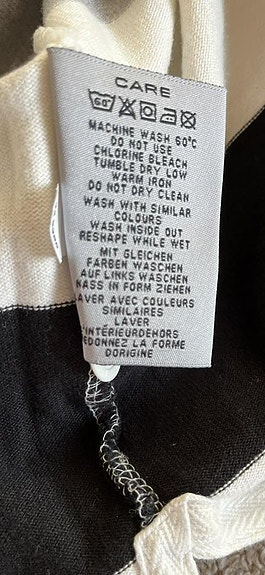 CARE
60°
MACHINE WASH 60°C
DO NOT USE
CHLORINE BLEACH
TUMBLE DRY LOW
WARM IRON
DO NOT DRY CLEAN
WASH WITH SIMILAR
COLOURS
WASH INSIDE OUT
RESHAPE WHILE WET
MIT GLEICHEN
FARBEN WASCHEN
AUF LINKS WASCHEN
NASS IN FORM ZIEHEN
LAVER AVEC COULEURS
SIMILAIRES
LAVER
L'INTÉRIEURDEHORS
REDONNEZ LA FORME
DORIGINE